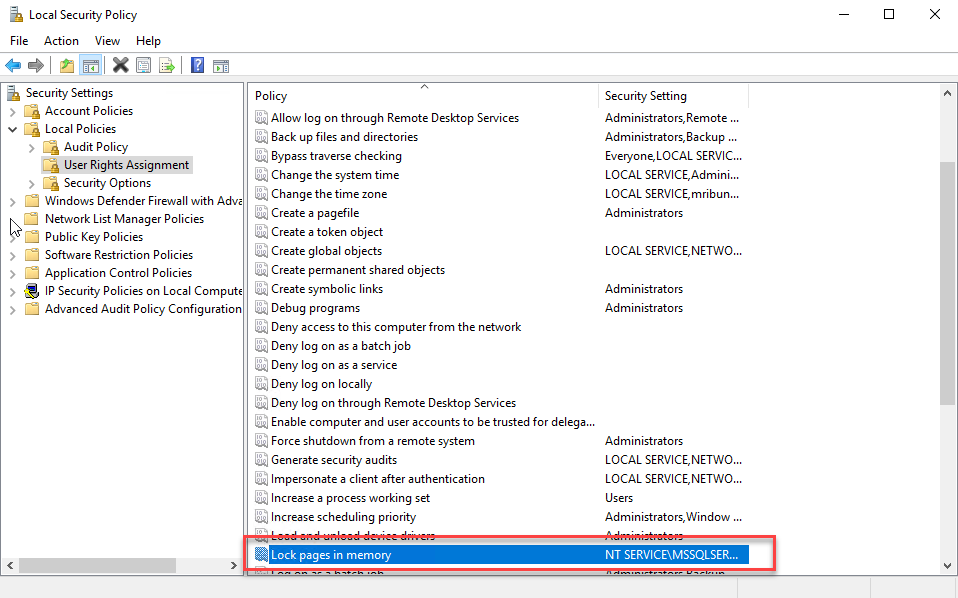 Local Security Policy
File Action View Help
Security Settings
Account Policies
Local Policies
Audit Policy
User Rights Assignment
Security Options
Windows Defender Firewall with Adva
Network List Manager Policies
Public Key Policies
Software Restriction Policies
Application Control Policies
IP Security Policies on Local Compute
Advanced Audit Policy Configuration
Policy Security Setting
Allow log on through Remote Desktop Services Administrators,Remote ...
Back up files and directories Administrators,Backup ...
Bypass traverse checking Everyone,LOCAL SERVIC...
Change the system time LOCAL SERVICE,Admini...
Change the time zone LOCAL SERVICE,mribun...
Create a pagefile Administrators
Create a token object
Create global objects LOCAL SERVICE,NETWO...
Create permanent shared objects
Create symbolic links Administrators
Debug programs Administrators
Deny access to this computer from the network
Deny log on as a batch job
Deny log on as a service
Deny log on locally
Deny log on through Remote Desktop Services
Enable computer and user accounts to be trusted for delega...
Force shutdown from a remote system Administrators
Generate security audits LOCAL SERVICE,NETWO...
Impersonate a client after authentication LOCAL SERVICE,NETWO...
Increase a process working set Users
Increase scheduling priority Administrators,Window ...
Load and unload device drivers Administrators
Lock pages in memory NT SERVICE\MSSQLSER...
Log on as a batch job Administrators,Backup